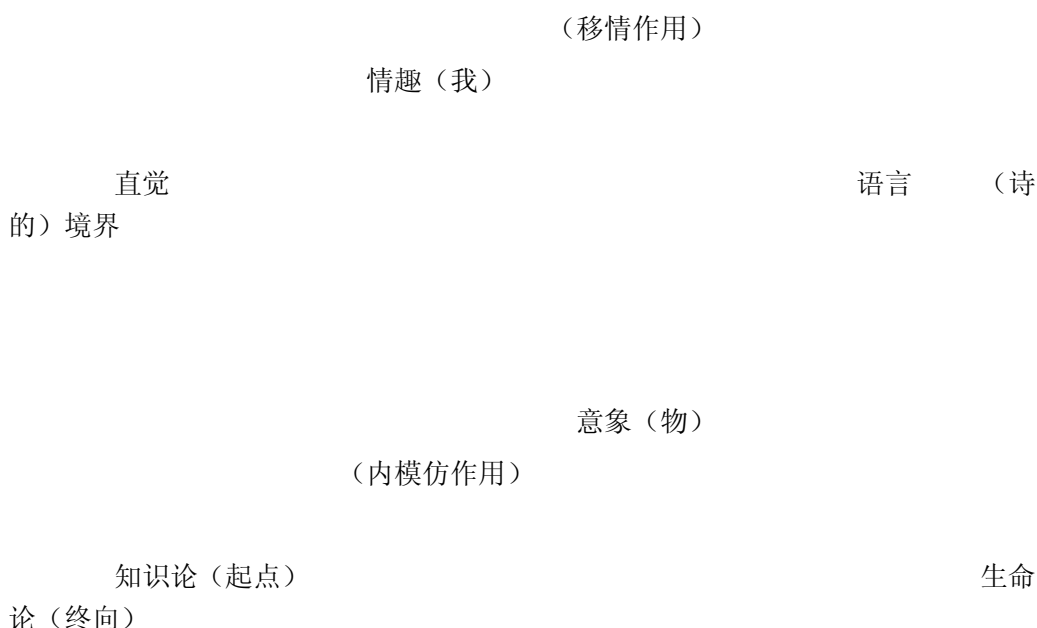 （移情作用）
情趣（我）
直觉 语言 （诗
的）境界
意象（物）
（内模仿作用）
知识论（起点） 生命
论（终向）